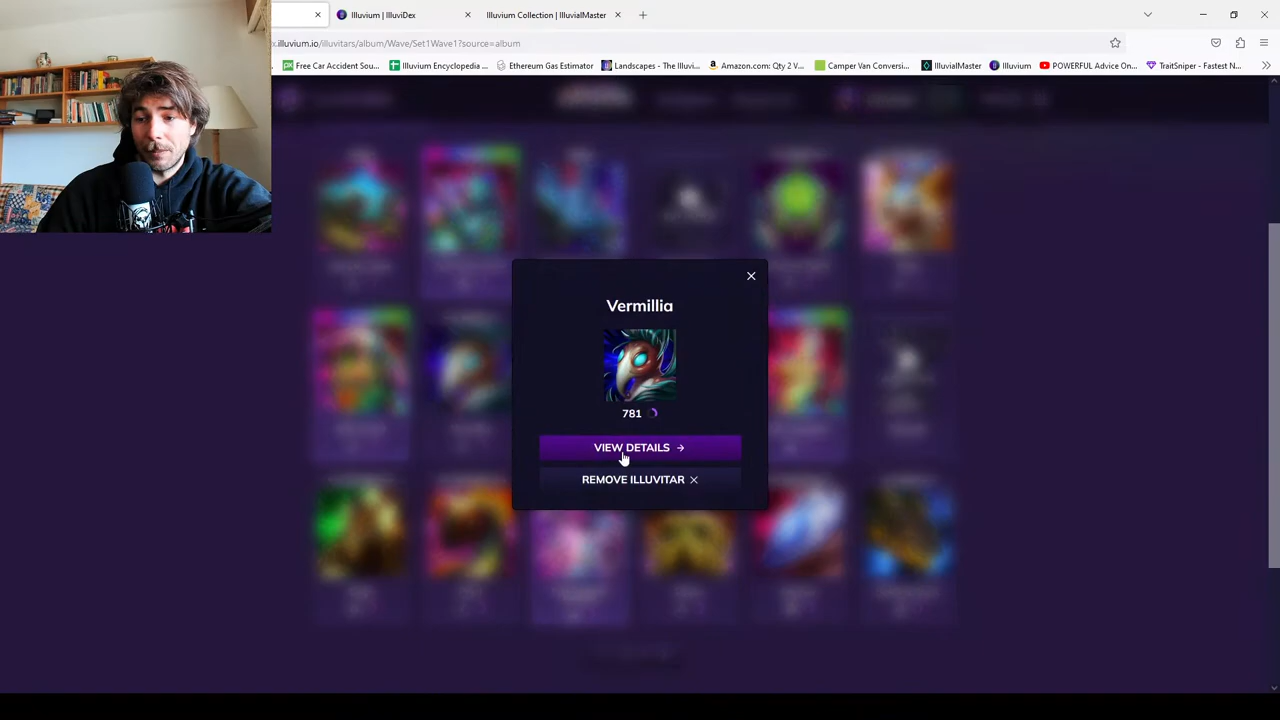 Illuvium | IlluviDex
Illuvium Collection | IlluvialMaster
.illuvium.io/illuvitars/album/Wave/Set1Wave1?source=album
Free Car Accident Sou...
Illuvium Encyclopedia ...
Ethereum Gas Estimator
Landscapes - The Illuvi...
Amazon.com: Qty 2 V...
Camper Van Conversi...
IlluvialMaster
Illuvium
POWERFUL Advice On...
TraitSniper - Fastest N...
Vermillia
781
VIEW DETAILS
REMOVE ILLUVITAR